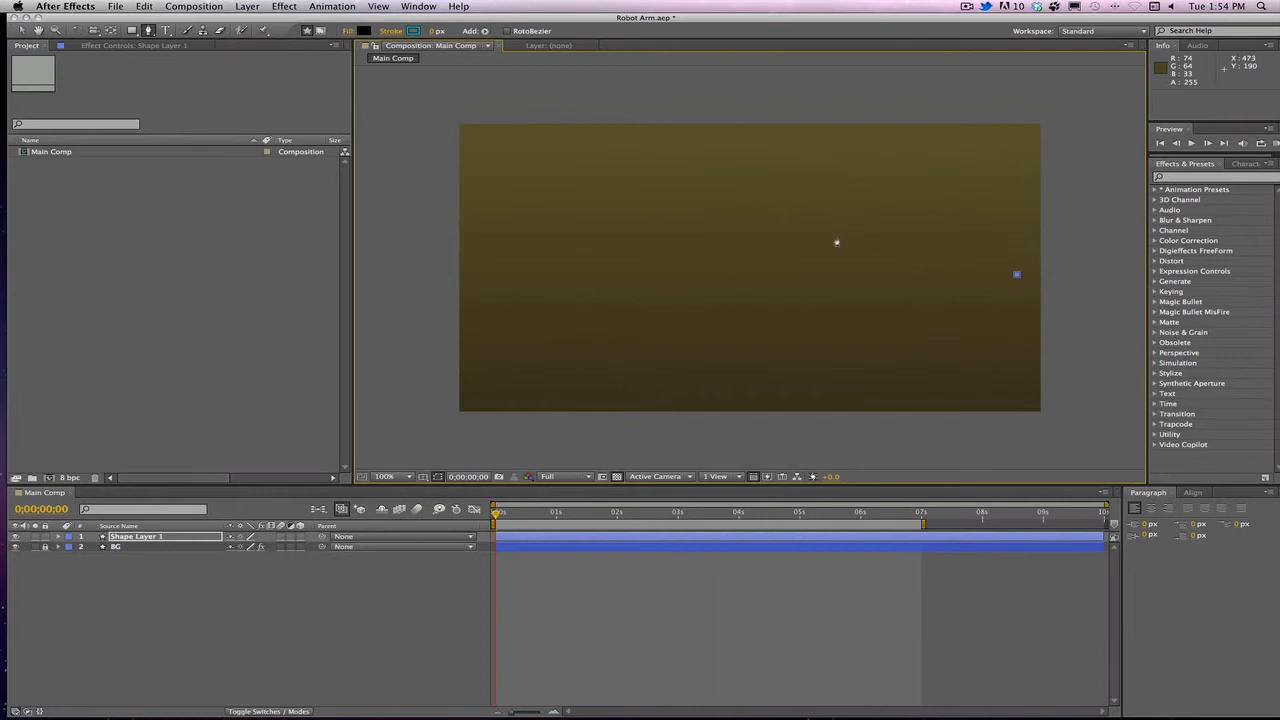 After Effects File Edit Composition Layer Effect Animation View Window Help 10 Tue 1:54 PM
Robot Arm.aep *
Fill: Stroke: 0 px Add: RotoBezier Workspace: Standard Search Help
Project Effect Controls: Shape Layer 1 Composition: Main Comp Layer: (none) Info Audio
Main Comp
R: 74 X: 473
G: 64 Y: 190
B: 33
A: 255
Preview
Name Type Size
Main Comp Composition
Effects & Presets Charact
* Animation Presets
3D Channel
Audio
Blur & Sharpen
Channel
Color Correction
Digieffects FreeForm
Distort
Expression Controls
Generate
Keying
Magic Bullet
Magic Bullet MisFire
Matte
Noise & Grain
Obsolete
Perspective
Simulation
Stylize
Synthetic Aperture
Text
Time
Transition
Trapcode
Utility
Video Copilot
8 bpc 100% 0;00;00;00 Full Active Camera 1 View +0.0
Main Comp Paragraph Align
0;00;00;00
00s 01s 02s 03s 04s 05s 06s 07s 08s 09s 10s
# Source Name Parent
1 Shape Layer 1 None
2 BG None
0 px 0 px 0 px
0 px 0 px
Toggle Switches / Modes